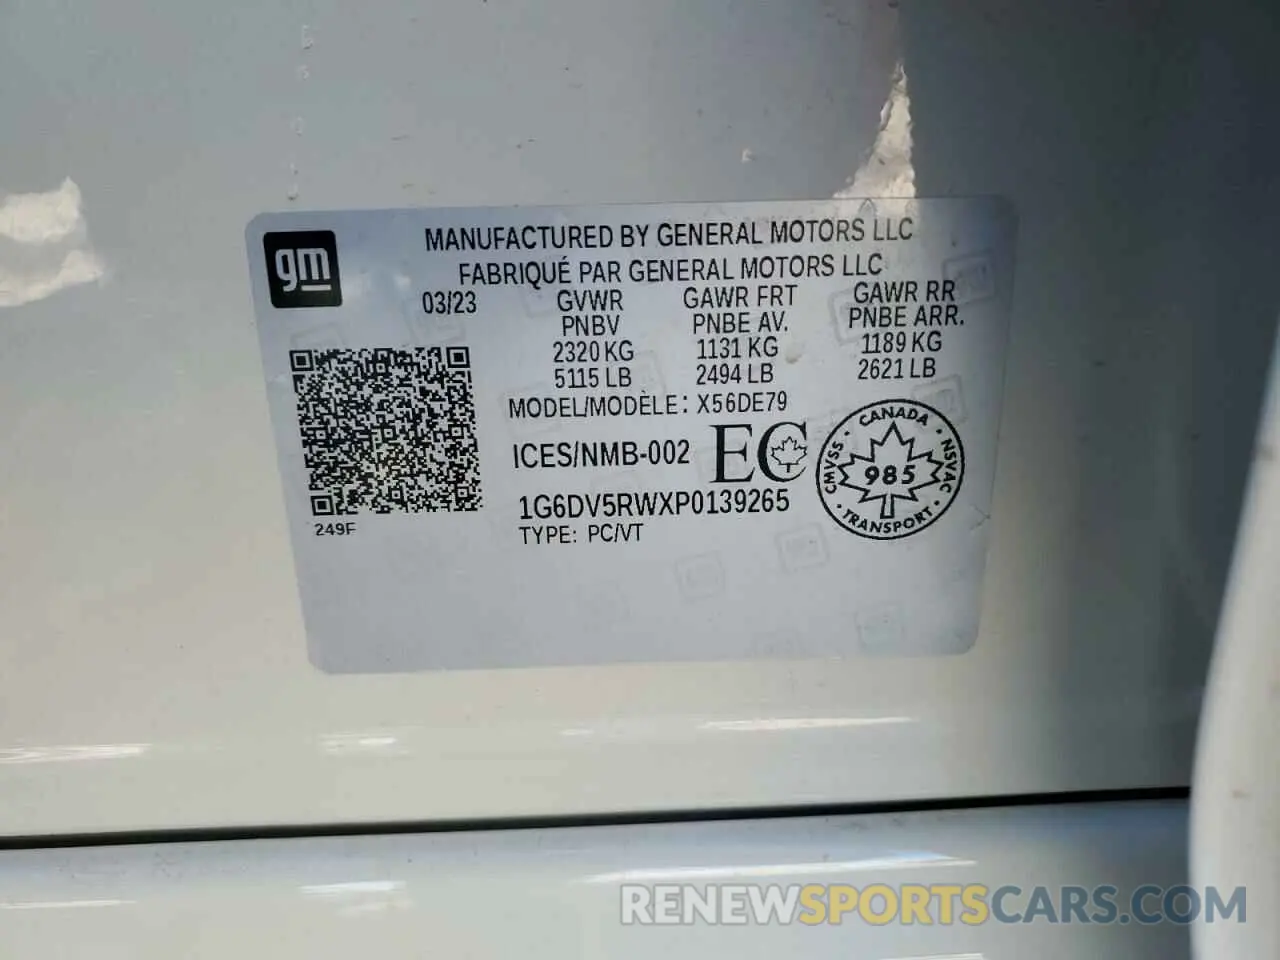 gm
MANUFACTURED BY GENERAL MOTORS LLC
FABRIQUÉ PAR GENERAL MOTORS LLC
03/23 GVWR GAWR FRT GAWR RR
PNBV PNBE AV. PNBE ARR.
2320 KG 1131 KG 1189 KG
5115 LB 2494 LB 2621 LB
MODEL/MODÈLE: X56DE79
ICES/NMB-002 EC
1G6DV5RWXP0139265
TYPE: PC/VT
249F
CANADA
CMVSS · NSVAC
985
TRANSPORT
RENEWSPORTSCARS.COM